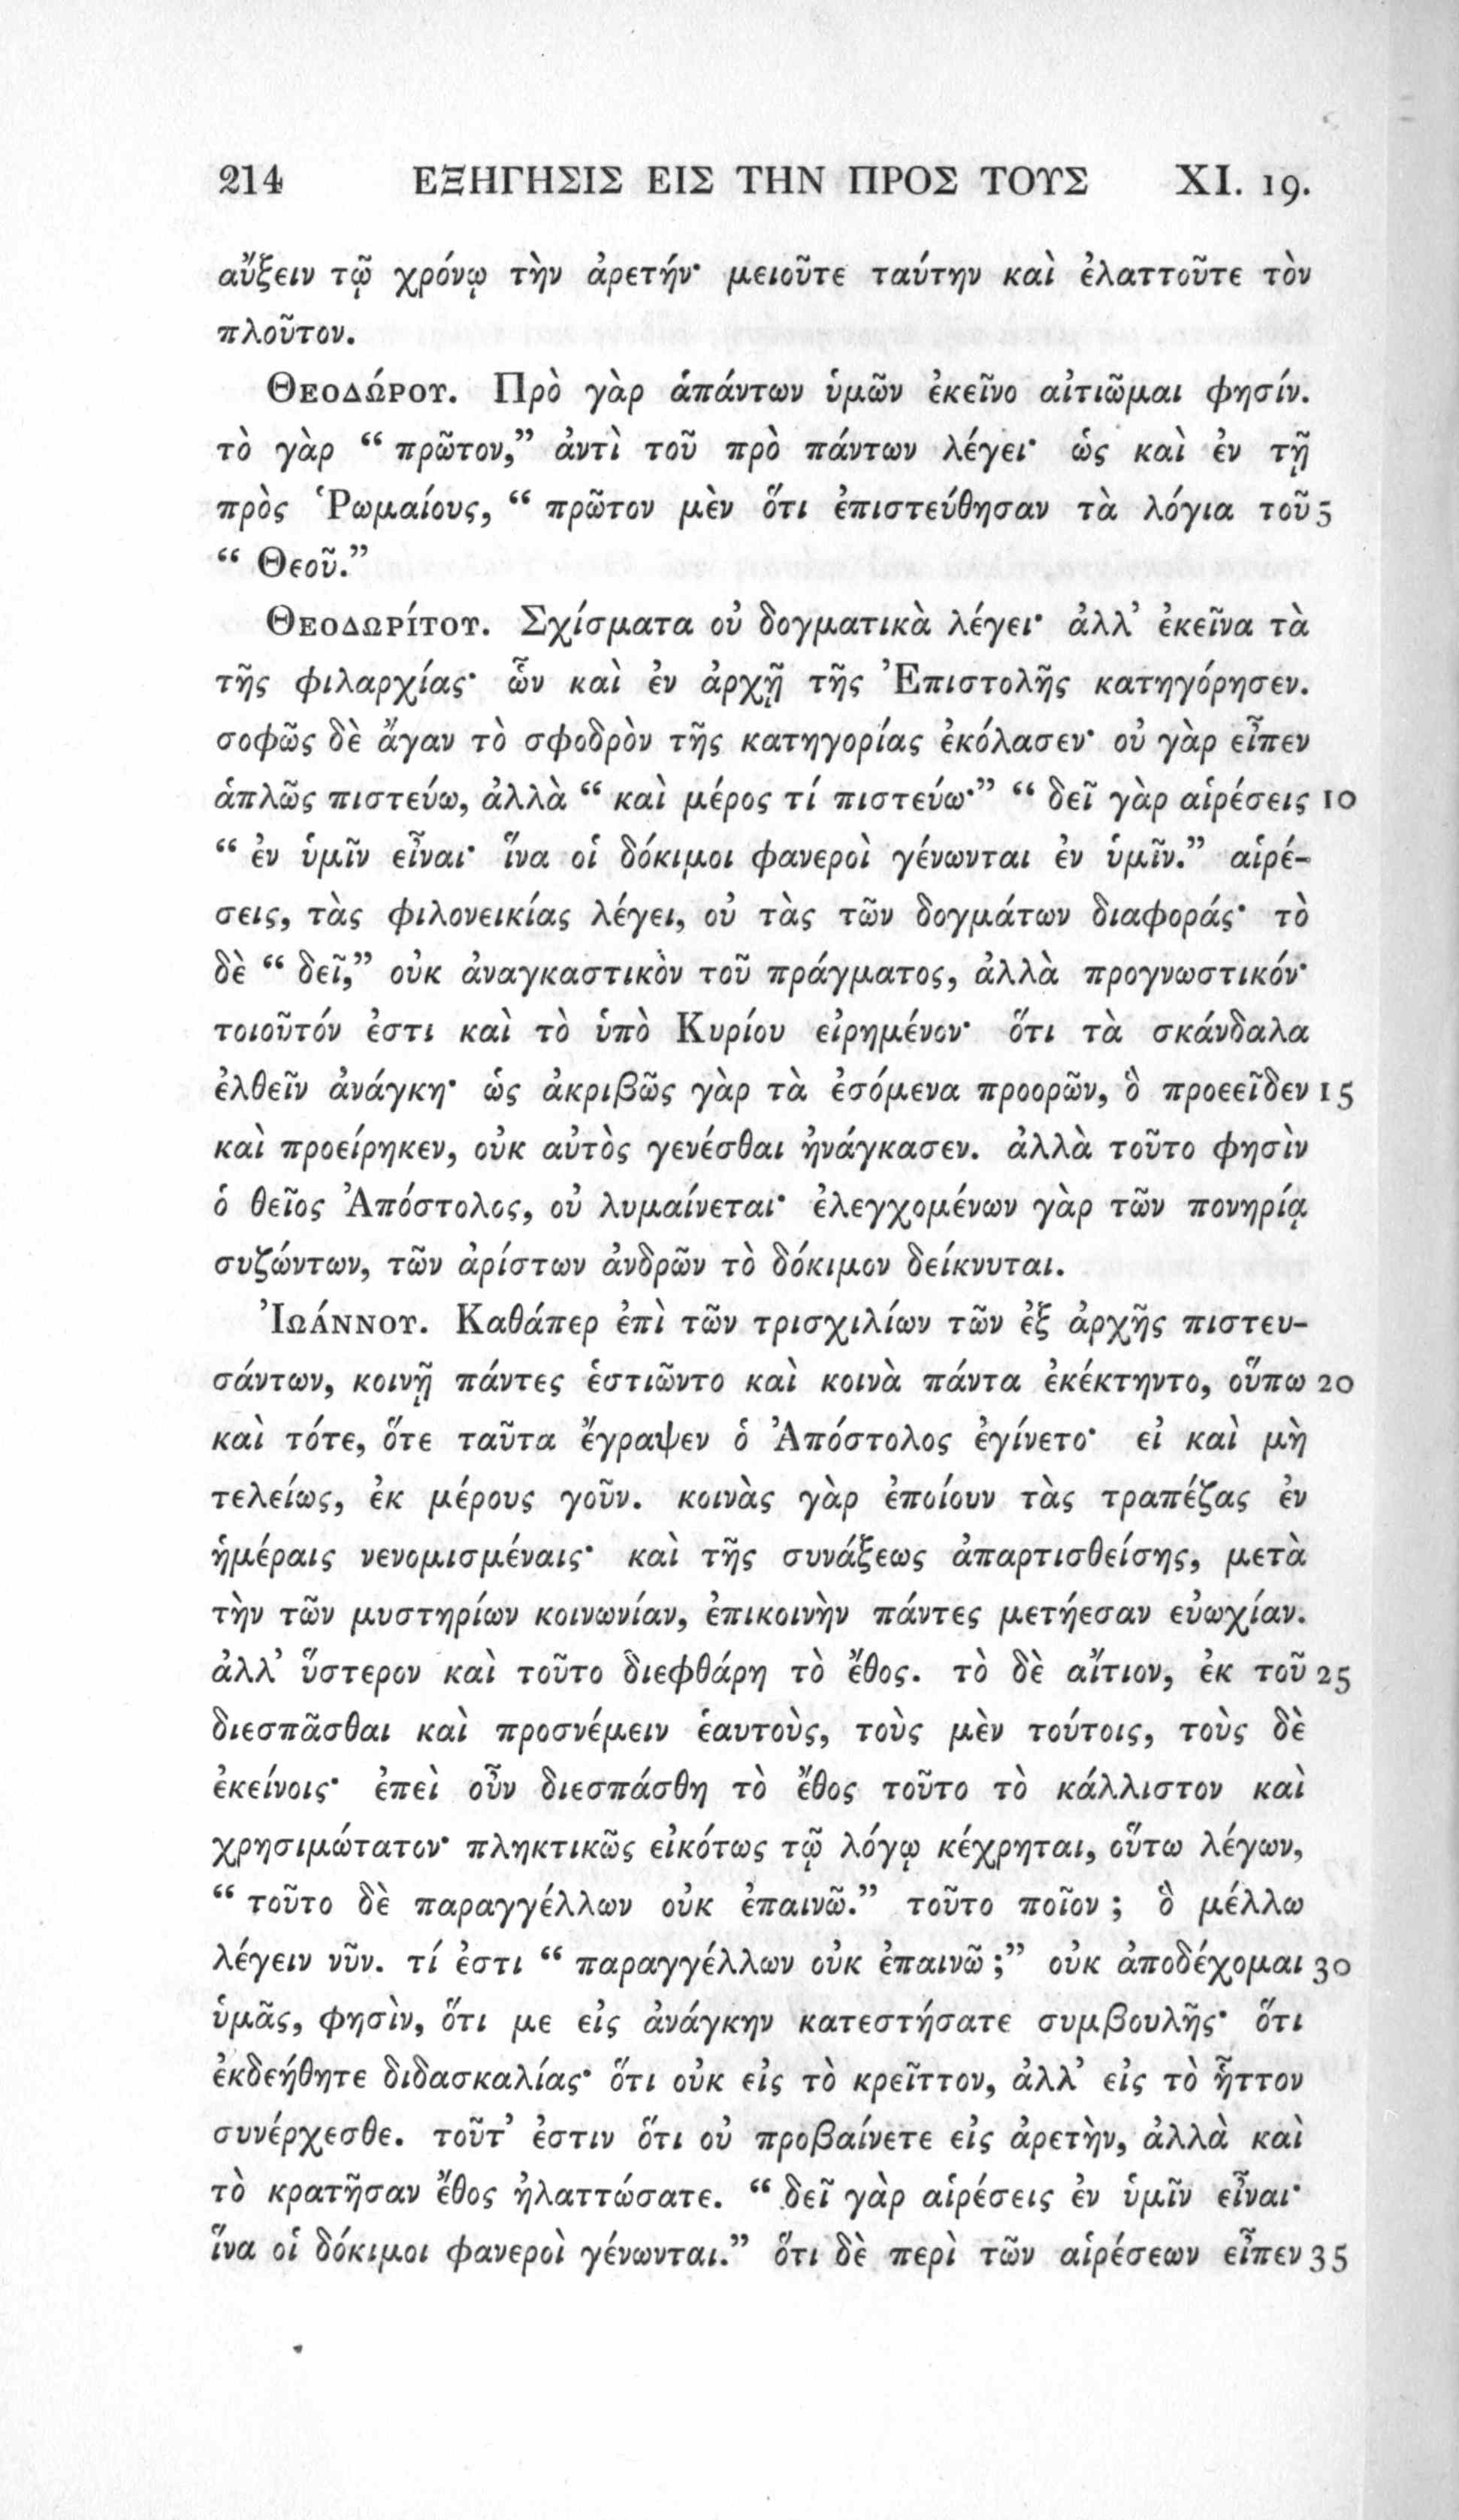 214 ΕΞΗΓΗΣΙΣ ΕΙΣ ΤΗΝ ΠΡΟΣ ΤΟΥΣ XI. 19.
αὔξειν τῷ χρόνῳ τὴν ἀρετήν· μειοῦτε ταύτην καὶ ἐλαττοῦτε τὸν
πλοῦτον.
Θεοδώρου. Πρὸ γὰρ ἁπάντων ὑμῶν ἐκεῖνο αἰτιῶμαι φησίν.
τὸ γὰρ “ πρῶτον,” ἀντὶ τοῦ πρὸ πάντων λέγει· ὡς καὶ ἐν τῇ
πρὸς Ῥωμαίους, “ πρῶτον μὲν ὅτι ἐπιστεύθησαν τὰ λόγια τοῦ 5
“ Θεοῦ.”
Θεοδωρίτου. Σχίσματα οὐ δογματικὰ λέγει· ἀλλ’ ἐκεῖνα τὰ
τῆς φιλαρχίας· ὧν καὶ ἐν ἀρχῇ τῆς Ἐπιστολῆς κατηγόρησεν.
σοφῶς δὲ ἄγαν τὸ σφοδρὸν τῆς κατηγορίας ἐκόλασεν· οὐ γὰρ εἶπεν
ἁπλῶς πιστεύω, ἀλλὰ “ καὶ μέρος τί πιστεύω·” “ δεῖ γὰρ αἱρέσεις 10
“ ἐν ὑμῖν εἶναι· ἵνα οἱ δόκιμοι φανεροὶ γένωνται ἐν ὑμῖν.” αἱρέ-
σεις, τὰς φιλονεικίας λέγει, οὐ τὰς τῶν δογμάτων διαφοράς· τὸ
δὲ “ δεῖ,” οὐκ ἀναγκαστικὸν τοῦ πράγματος, ἀλλὰ προγνωστικόν·
τοιοῦτόν ἐστι καὶ τὸ ὑπὸ Κυρίου εἰρημένον· ὅτι τὰ σκάνδαλα
ἐλθεῖν ἀνάγκη· ὡς ἀκριβῶς γὰρ τὰ ἐσόμενα προορῶν, ὃ προεεῖδεν 15
καὶ προείρηκεν, οὐκ αὐτὸς γενέσθαι ἠνάγκασεν. ἀλλὰ τοῦτο φησὶν
ὁ θεῖος Ἀπόστολος, οὐ λυμαίνεται· ἐλεγχομένων γὰρ τῶν πονηρίᾳ
συζώντων, τῶν ἀρίστων ἀνδρῶν τὸ δόκιμον δείκνυται.
Ἰωάννου. Καθάπερ ἐπὶ τῶν τρισχιλίων τῶν ἐξ ἀρχῆς πιστευ-
σάντων, κοινῇ πάντες ἑστιῶντο καὶ κοινὰ πάντα ἐκέκτηντο, οὕπω 20
καὶ τότε, ὅτε ταῦτα ἔγραψεν ὁ Ἀπόστολος ἐγίνετο· εἰ καὶ μὴ
τελείως, ἐκ μέρους γοῦν. κοινὰς γὰρ ἐποίουν τὰς τραπέζας ἐν
ἡμέραις νενομισμέναις· καὶ τῆς συνάξεως ἀπαρτισθείσης, μετὰ
τὴν τῶν μυστηρίων κοινωνίαν, ἐπικοινὴν πάντες μετήεσαν εὐωχίαν.
ἀλλ’ ὕστερον καὶ τοῦτο διεφθάρη τὸ ἔθος. τὸ δὲ αἴτιον, ἐκ τοῦ 25
διεσπᾶσθαι καὶ προσνέμειν ἑαυτοὺς, τοὺς μὲν τούτοις, τοὺς δὲ
ἐκείνοις· ἐπεὶ οὖν διεσπάσθη τὸ ἔθος τοῦτο τὸ κάλλιστον καὶ
χρησιμώτατον· πληκτικῶς εἰκότως τῷ λόγῳ κέχρηται, οὕτω λέγων,
“ τοῦτο δὲ παραγγέλλων οὐκ ἐπαινῶ.” τοῦτο ποῖον ; ὃ μέλλω
λέγειν νῦν. τί ἐστι “ παραγγέλλων οὐκ ἐπαινῶ ;” οὐκ ἀποδέχομαι 30
ὑμᾶς, φησὶν, ὅτι με εἰς ἀνάγκην κατεστήσατε συμβουλῆς· ὅτι
ἐκδεήθητε διδασκαλίας· ὅτι οὐκ εἰς τὸ κρεῖττον, ἀλλ’ εἰς τὸ ἧττον
συνέρχεσθε. τοῦτ’ ἐστιν ὅτι οὐ προβαίνετε εἰς ἀρετὴν, ἀλλὰ καὶ
τὸ κρατῆσαν ἔθος ἠλαττώσατε. “ δεῖ γὰρ αἱρέσεις ἐν ὑμῖν εἶναι·
ἵνα οἱ δόκιμοι φανεροὶ γένωνται.” ὅτι δὲ περὶ τῶν αἱρέσεων εἶπεν 35